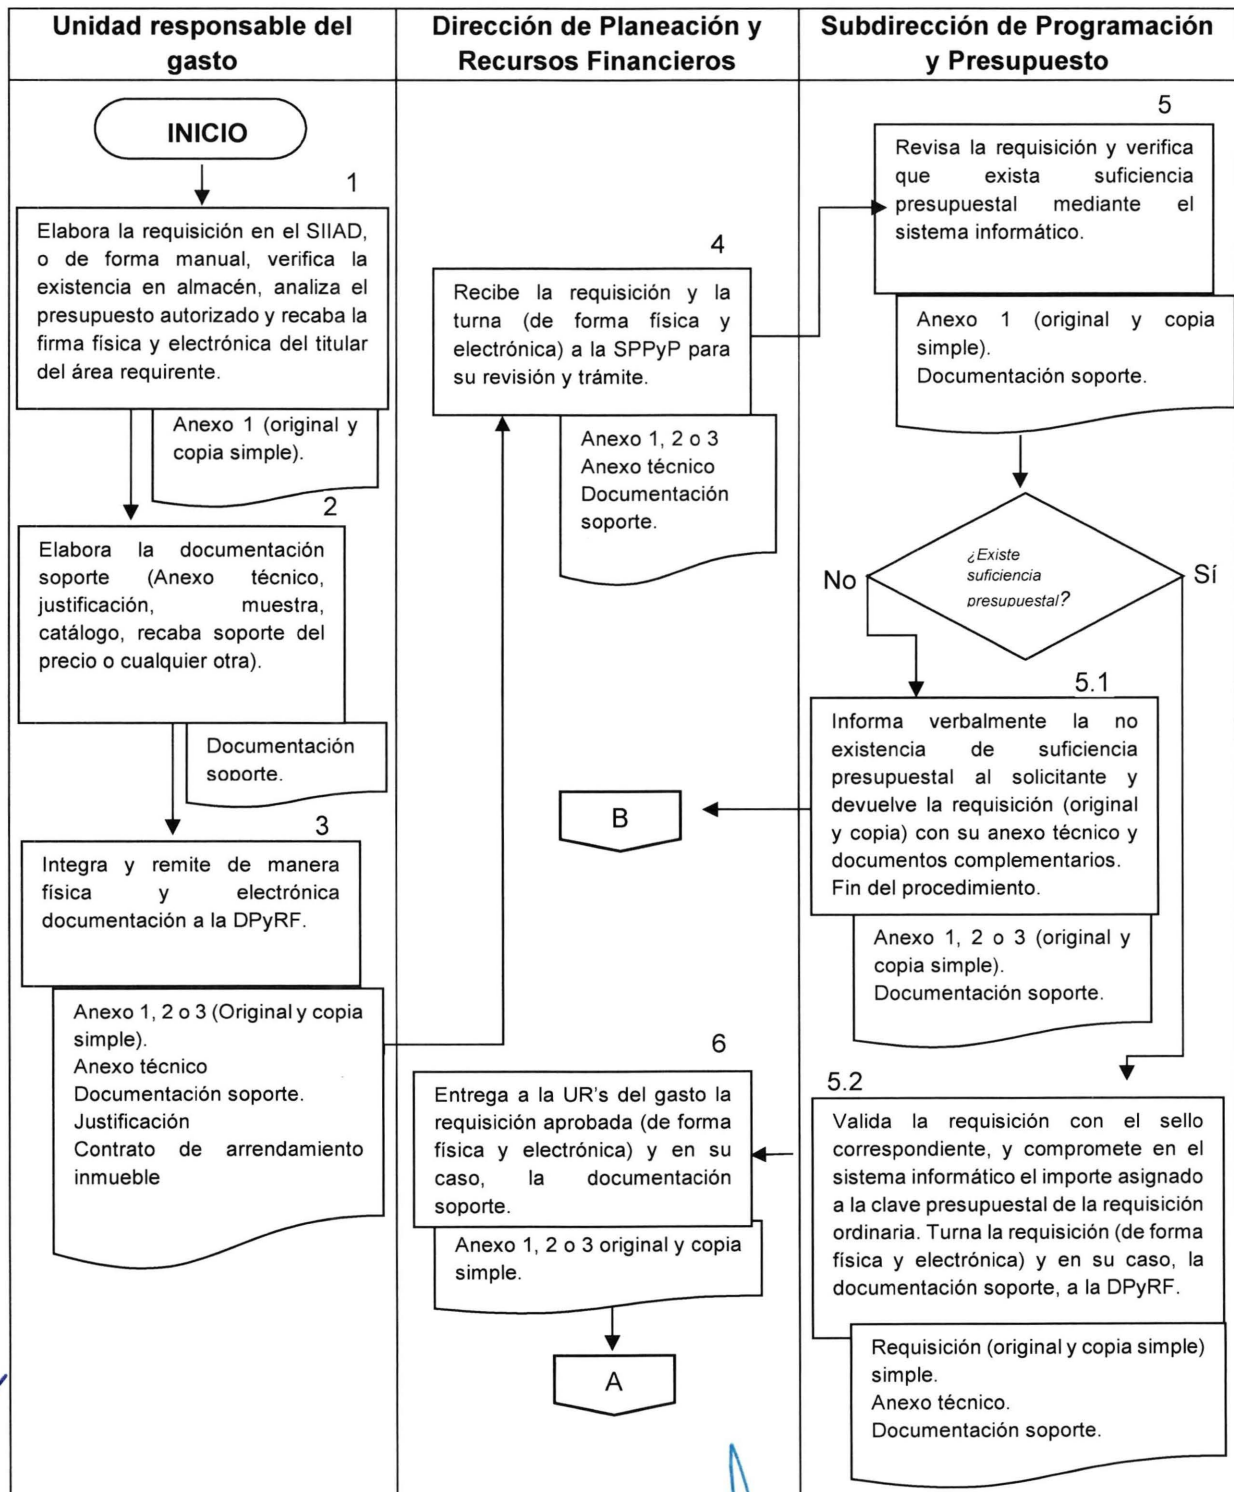 Unidad responsable del
gasto
Dirección de Planeación y
Recursos Financieros
Subdirección de Programación
y Presupuesto
INICIO
1
Elabora la requisición en el SIIAD,
o de forma manual, verifica la
existencia en almacén, analiza el
presupuesto autorizado y recaba la
firma física y electrónica del titular
del área requirente.
Anexo 1 (original y
copia simple).
2
Elabora la documentación
soporte (Anexo técnico,
justificación, muestra,
catálogo, recaba soporte del
precio o cualquier otra).
Documentación
soporte.
3
Integra y remite de manera
física y electrónica
documentación a la DPyRF.
Anexo 1, 2 o 3 (Original y copia
simple).
Anexo técnico
Documentación soporte.
Justificación
Contrato de arrendamiento
inmueble
4
Recibe la requisición y la
turna (de forma física y
electrónica) a la SPPyP para
su revisión y trámite.
Anexo 1, 2 o 3
Anexo técnico
Documentación
soporte.
B
6
Entrega a la UR's del gasto la
requisición aprobada (de forma
física y electrónica) y en su
caso, la documentación
soporte.
Anexo 1, 2 o 3 original y copia
simple.
A
5
Revisa la requisición y verifica
que exista suficiencia
presupuestal mediante el
sistema informático.
Anexo 1 (original y copia
simple).
Documentación soporte.
¿Existe
suficiencia
presupuestal?
No
Sí
5.1
Informa verbalmente la no
existencia de suficiencia
presupuestal al solicitante y
devuelve la requisición (original
y copia) con su anexo técnico y
documentos complementarios.
Fin del procedimiento.
Anexo 1, 2 o 3 (original y
copia simple).
Documentación soporte.
5.2
Valida la requisición con el sello
correspondiente, y compromete en el
sistema informático el importe asignado
a la clave presupuestal de la requisición
ordinaria. Turna la requisición (de forma
física y electrónica) y en su caso, la
documentación soporte, a la DPyRF.
Requisición (original y copia simple)
simple.
Anexo técnico.
Documentación soporte.